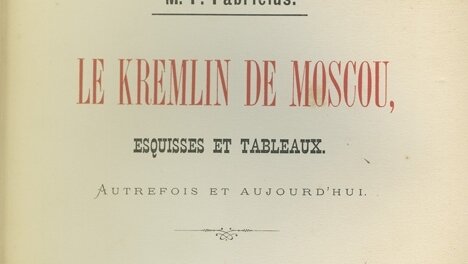 M. P. Fabricius.
LE KREMLIN DE MOSCOU,
ESQUISSES ET TABLEAUX.
AUTREFOIS ET AUJOURD'HUI.